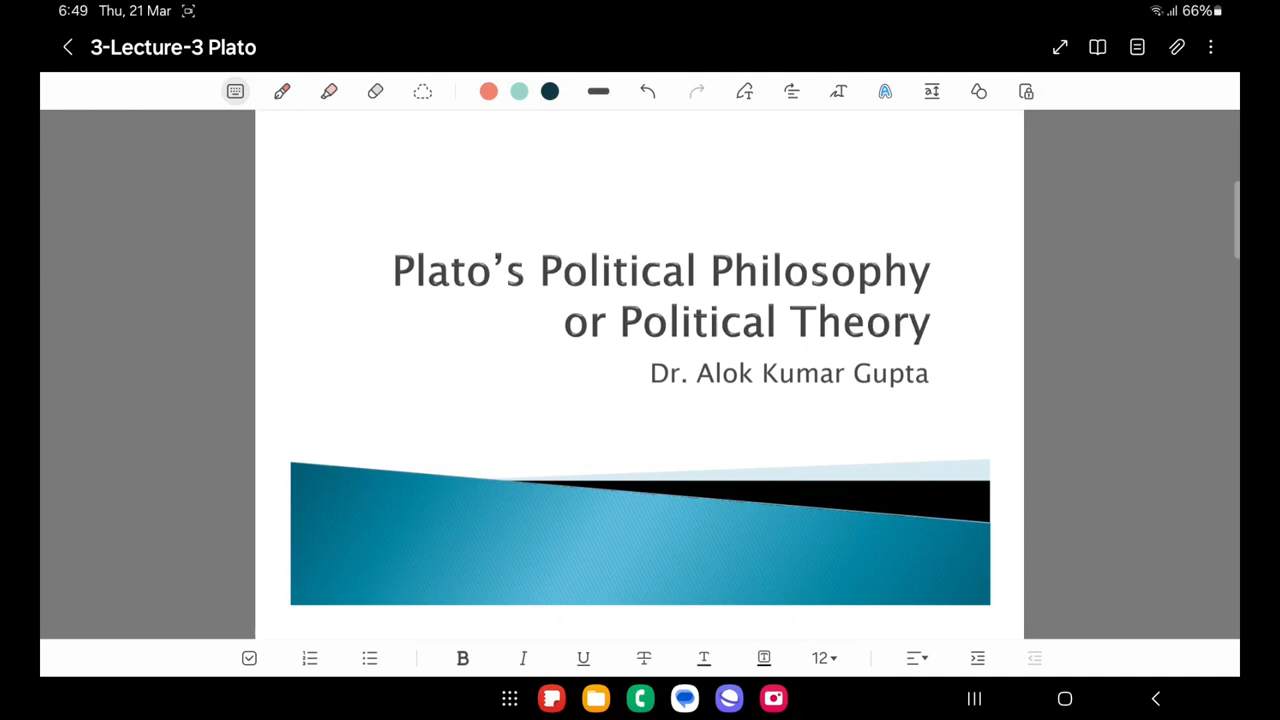 6:49 Thu, 21 Mar
66%
3-Lecture-3 Plato
Plato's Political Philosophy
or Political Theory
Dr. Alok Kumar Gupta
B I U T T T 12